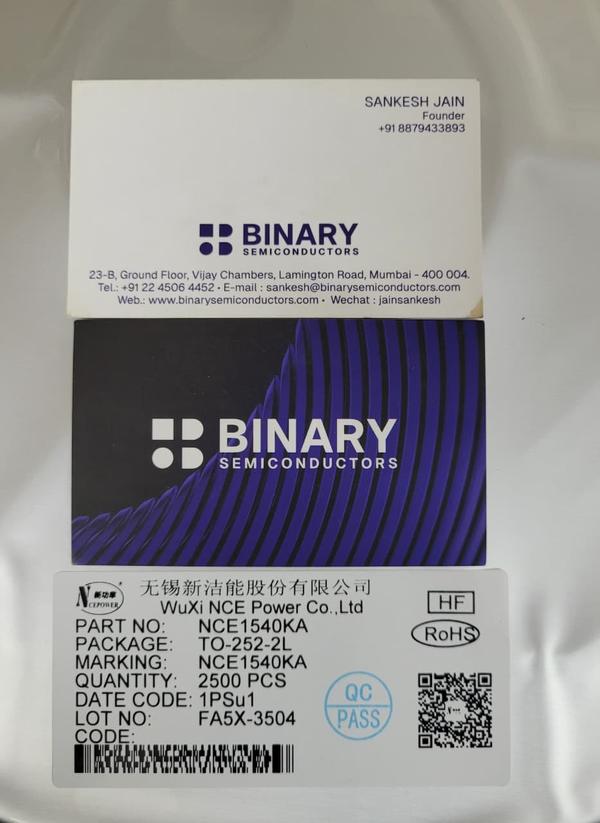 SANKESH JAIN
Founder
+91 8879433893
BINARY
SEMICONDUCTORS
23-B, Ground Floor, Vijay Chambers, Lamington Road, Mumbai - 400 004.
Tel.: +91 22 4506 4452 • E-mail : sankesh@binarysemiconductors.com
Web.: www.binarysemiconductors.com • Wechat : jainsankesh
BINARY
SEMICONDUCTORS
新功率
NCEPOWER
无锡新洁能股份有限公司
WuXi NCE Power Co.,Ltd
HF
PART NO: NCE1540KA
RoHS
PACKAGE: TO-252-2L
MARKING: NCE1540KA
QUANTITY: 2500 PCS
DATE CODE: 1PSu1
LOT NO: FA5X-3504
CODE:
QC
PASS